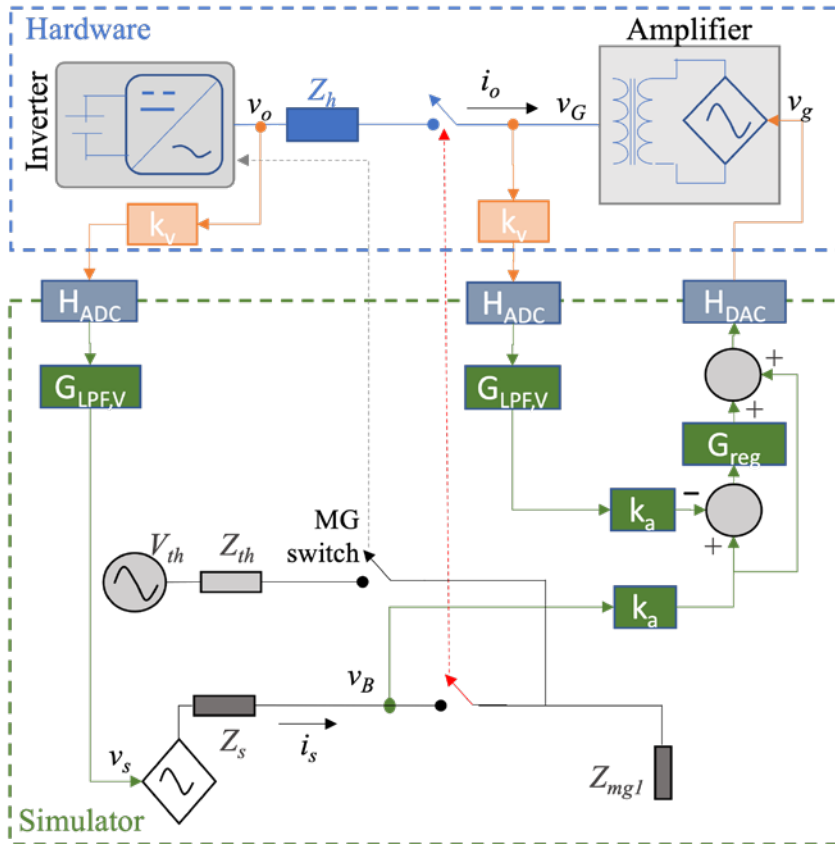 Hardware
Amplifier
Inverter
v_o
Z_h
i_o
v_G
v_g
k_v
k_v
H_ADC
H_ADC
H_DAC
+
G_LPF,V
G_LPF,V
+
G_reg
MG
switch
k_a
−
+
V_th
Z_th
k_a
v_B
Z_s
i_s
v_s
Z_mg1
Simulator